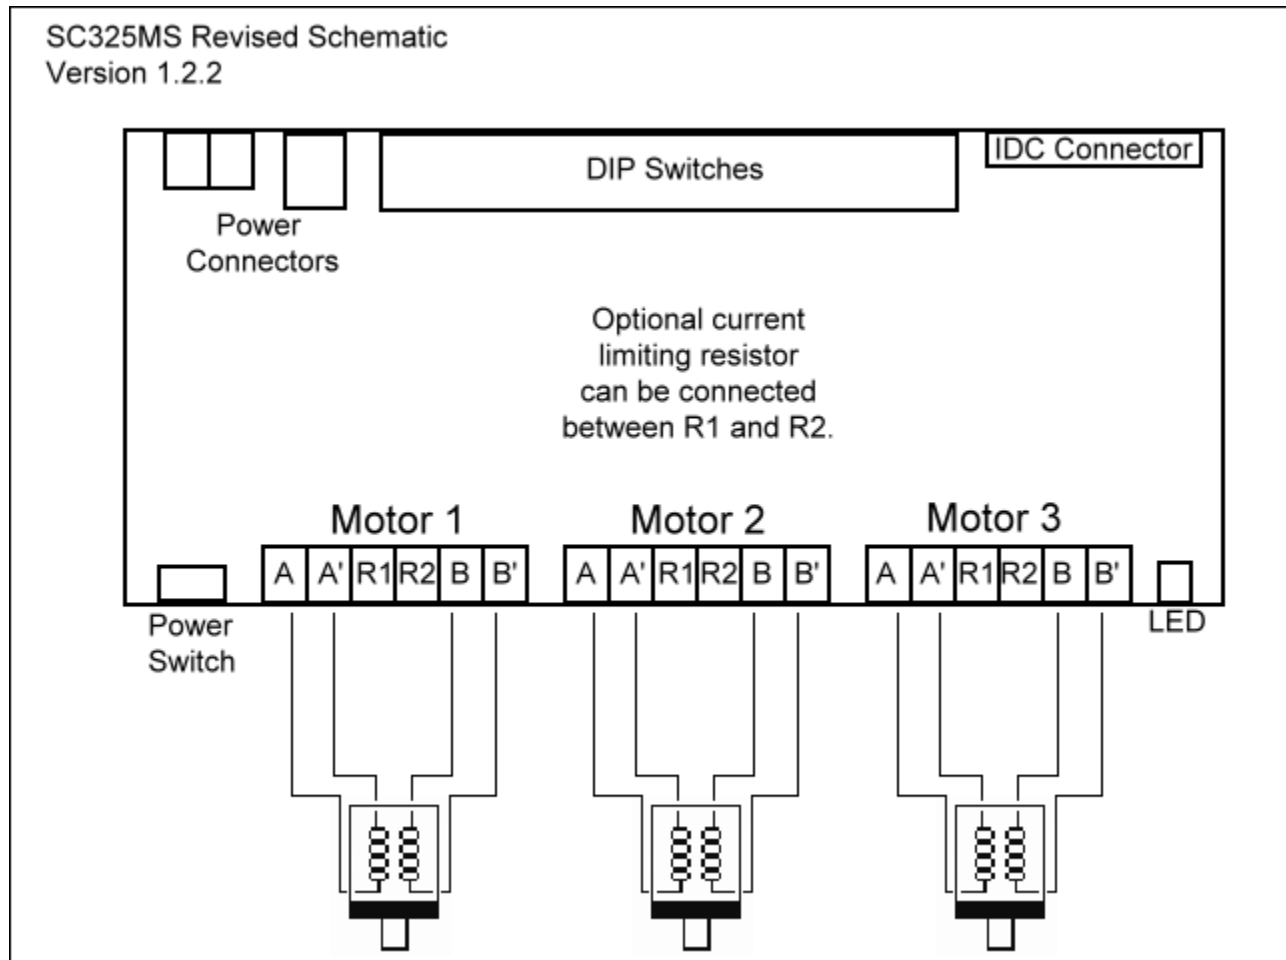 SC325MS Revised Schematic
Version 1.2.2
DIP Switches
IDC Connector
Power
Connectors
Optional current
limiting resistor
can be connected
between R1 and R2.
Motor 1
Motor 2
Motor 3
A A' R1 R2 B B'
A A' R1 R2 B B'
A A' R1 R2 B B'
Power
Switch
LED